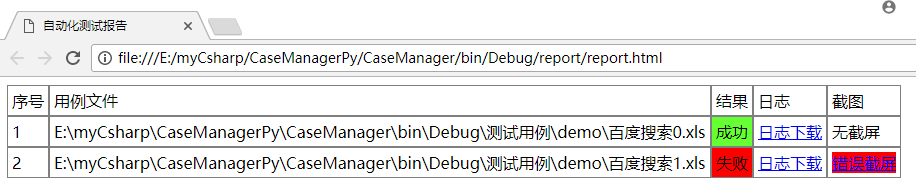 自动化测试报告
file:///E:/myCsharp/CaseManagerPy/CaseManager/bin/Debug/report/report.html
序号 用例文件 结果 日志 截图
1 E:\myCsharp\CaseManagerPy\CaseManager\bin\Debug\测试用例\demo\百度搜索0.xls 成功 日志下载 无截屏
2 E:\myCsharp\CaseManagerPy\CaseManager\bin\Debug\测试用例\demo\百度搜索1.xls 失败 日志下载 错误截屏